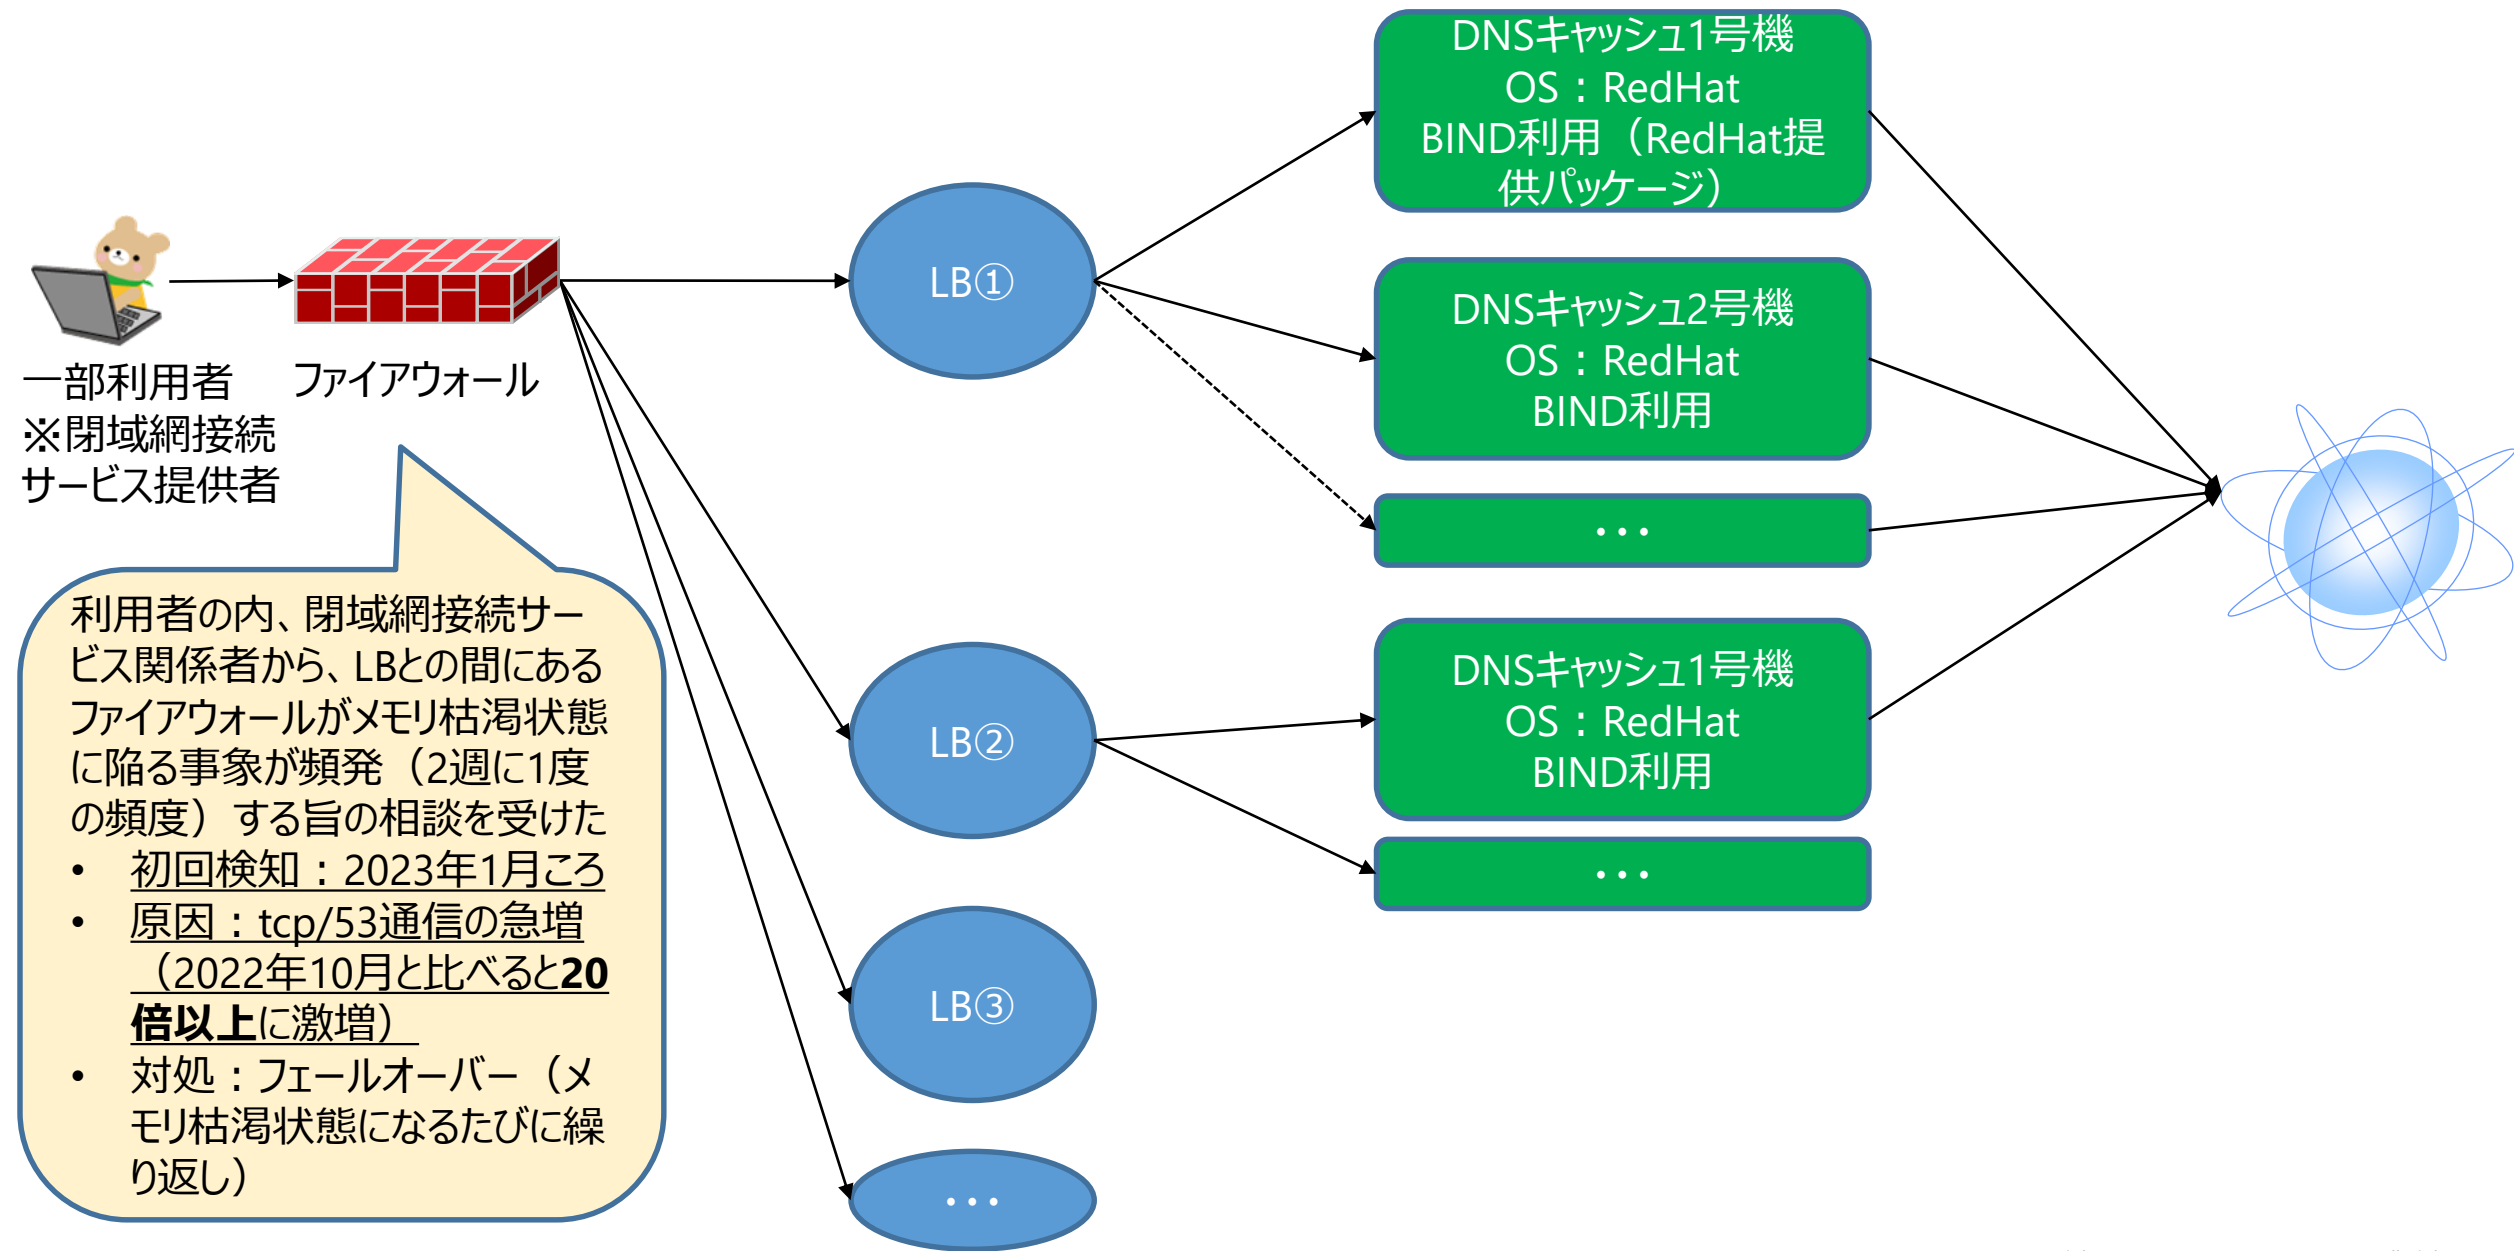 DNSキャッシュ1号機
OS：RedHat
BIND利用（RedHat提
供パッケージ）
一部利用者
※閉域網接続
サービス提供者
ファイアウォール
LB①
DNSキャッシュ2号機
OS：RedHat
BIND利用
・・・
利用者の内、閉域網接続サー
ビス関係者から、LBとの間にある
ファイアウォールがメモリ枯渇状態
に陥る事象が頻発（2週に1度
の頻度）する旨の相談を受けた
• 初回検知：2023年1月ころ
• 原因：tcp/53通信の急増
（2022年10月と比べると20
倍以上に激増）
• 対処：フェールオーバー（メ
モリ枯渇状態になるたびに繰
り返し）
LB②
DNSキャッシュ1号機
OS：RedHat
BIND利用
・・・
LB③
・・・